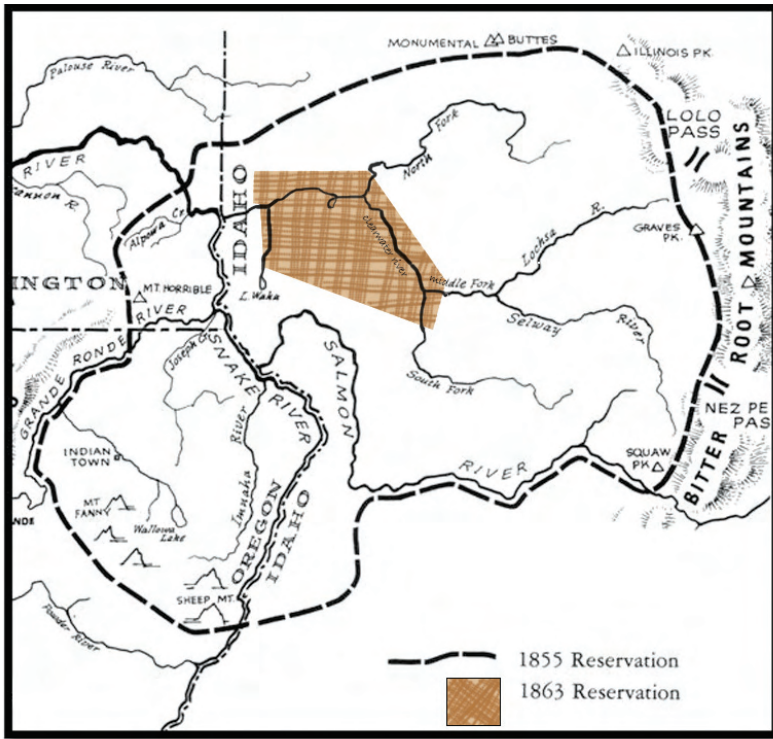 MONUMENTAL BUTTES
ILLINOIS PK.
Palouse River
LOLO
PASS
North Fork
RIVER
cannon R.
IDAHO
Alpowa Cr.
Clearwater River
Lochsa R.
GRAVES
PK.
BITTER ROOT MOUNTAINS
INGTON
MT. HORRIBLE
L. Waha
Middle Fork
Selway River
GRANDE RONDE RIVER
Joseph Cr.
SNAKE RIVER
SALMON RIVER
South Fork
NEZ PE
PAS
INDIAN
TOWN
Imnaha River
SQUAW
PK.
MT
FANNY
NDE
Wallowa
Lake
OREGON
IDAHO
SHEEP MT.
Powder River
1855 Reservation
1863 Reservation